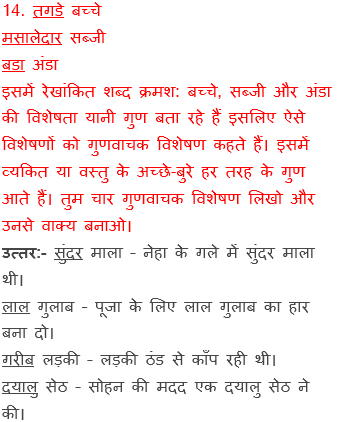 14. तगडे बच्चे
मसालेदार सब्जी
बडा अंडा
इसमें रेखांकित शब्द क्रमश: बच्चे, सब्जी और अंडा
की विशेषता यानी गुण बता रहे हैं इसलिए ऐसे
विशेषणों को गुणवाचक विशेषण कहते हैं। इसमें
व्यकित या वस्तु के अच्छे-बुरे हर तरह के गुण
आते हैं। तुम चार गुणवाचक विशेषण लिखो और
उनसे वाक्य बनाओ।
उत्तर:- सुंदर माला - नेहा के गले में सुंदर माला
थी।
लाल गुलाब - पूजा के लिए लाल गुलाब का हार
बना दो।
गरीब लड़की - लड़की ठंड से काँप रही थी।
दयालु सेठ - सोहन की मदद एक दयालु सेठ ने
की।